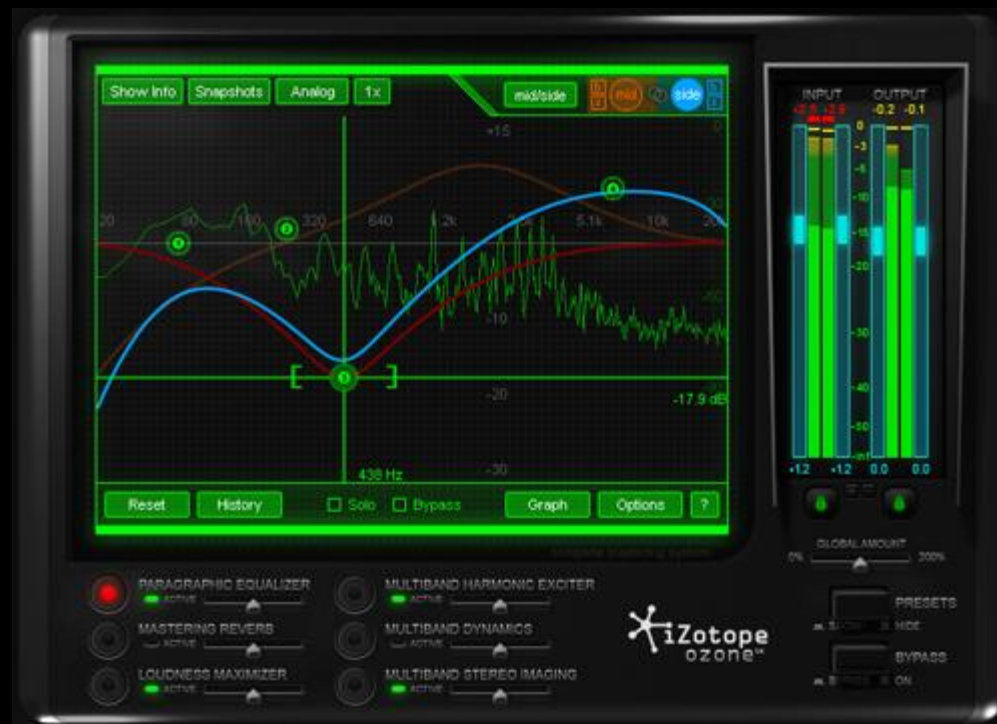 Show Info Snapshots Analog 1x mid/side mid side
INPUT OUTPUT
-0.2 -0.1
+15
20 80 160 320 640 5.1k 10k
-10
-20
-17.9 dB
-30
438 Hz
0
-3
-6
-10
-15
-20
-30
-40
-50
-inf
+1.2 +1.2 0.0 0.0
Reset History Solo Bypass Graph Options ?
GLOBAL AMOUNT
0% 200%
PARAGRAPHIC EQUALIZER
ACTIVE
MULTIBAND HARMONIC EXCITER
ACTIVE
MASTERING REVERB
ACTIVE
MULTIBAND DYNAMICS
ACTIVE
LOUDNESS MAXIMIZER
ACTIVE
MULTIBAND STEREO IMAGING
ACTIVE
iZotope
ozone™
PRESETS
HIDE
BYPASS
ON